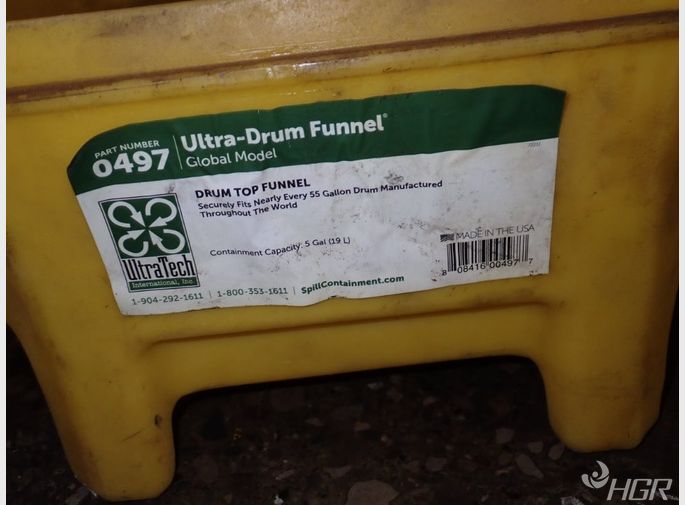 PART NUMBER
0497
Ultra-Drum Funnel®
Global Model
DRUM TOP FUNNEL
Securely Fits Nearly Every 55 Gallon Drum Manufactured
Throughout The World
Containment Capacity: 5 Gal (19 L)
UltraTech
International, Inc.
MADE IN THE USA
8 08416 00497 7
1-904-292-1611 | 1-800-353-1611 | SpillContainment.com
HGR